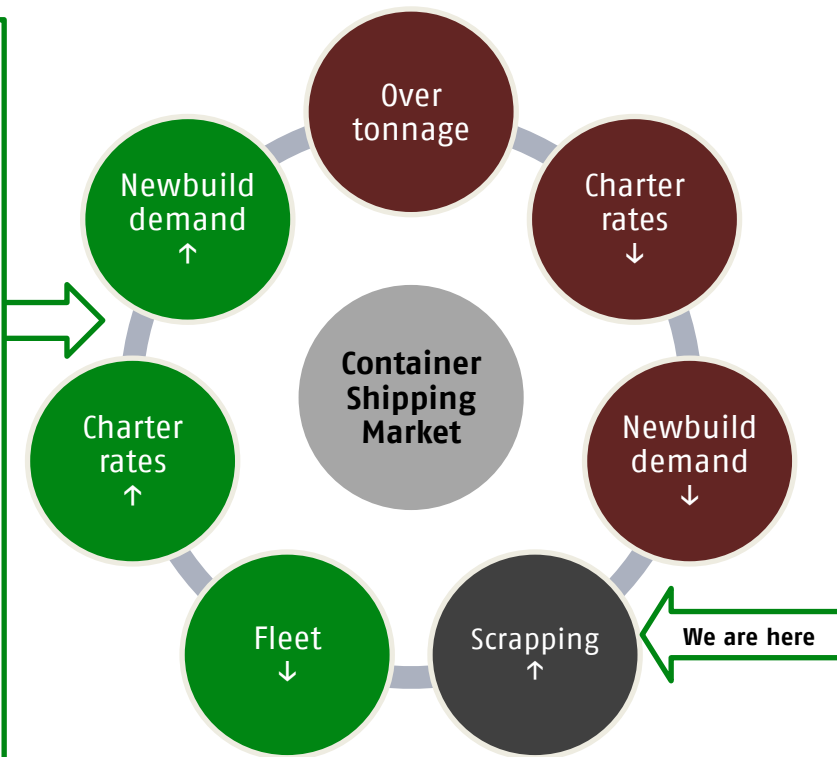 Over
tonnage
Charter
rates
↓
Newbuild
demand
↓
Scrapping
↑
We are here
Fleet
↓
Charter
rates
↑
Newbuild
demand
↑
Container
Shipping
Market